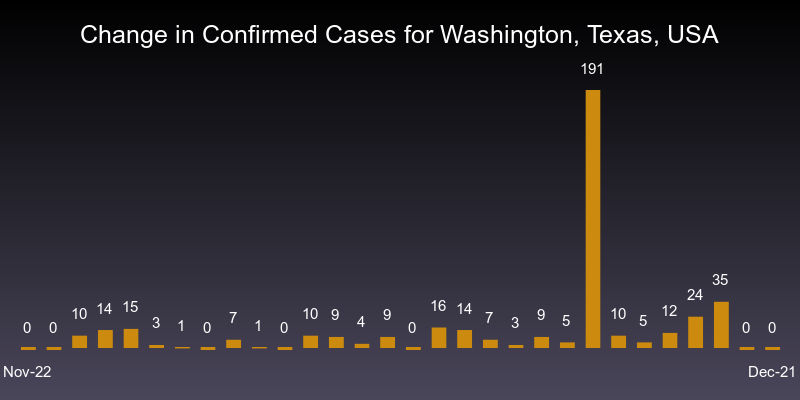 Change in Confirmed Cases for Washington, Texas, USA
191
0 0 10 14 15 3 1 0 7 1 0 10 9 4 9 0 16 14 7 3 9 5 10 5 12 24 35 0 0
Nov-22 Dec-21